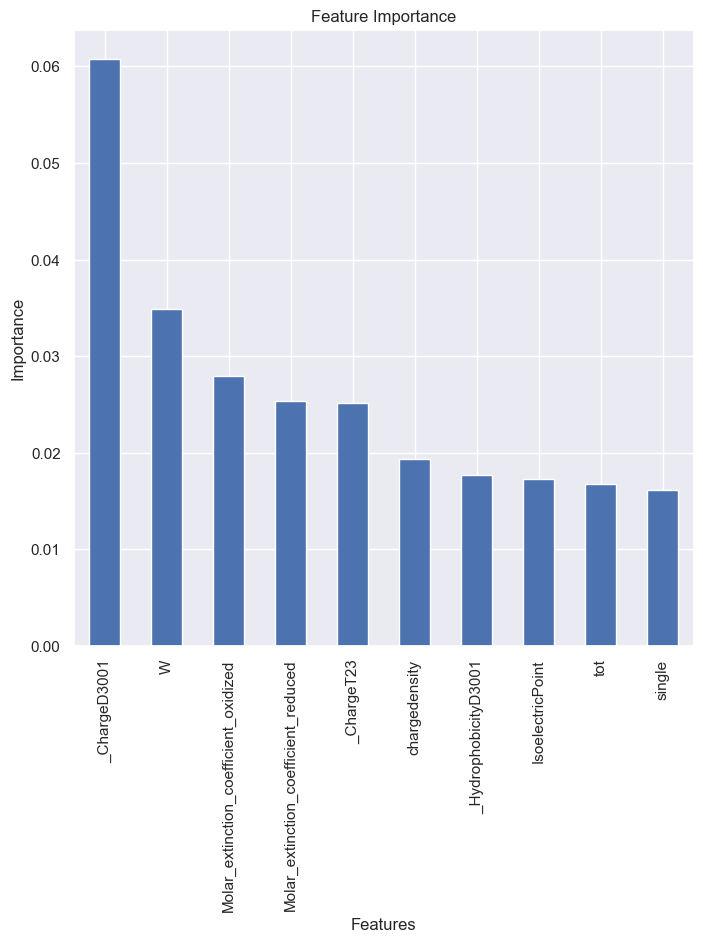 Feature Importance
0.06
0.05
0.04
0.03
0.02
0.01
0.00
Importance
_ChargeD3001
W
Molar_extinction_coefficient_oxidized
Molar_extinction_coefficient_reduced
_ChargeT23
chargedensity
_HydrophobicityD3001
IsoelectricPoint
tot
single
Features